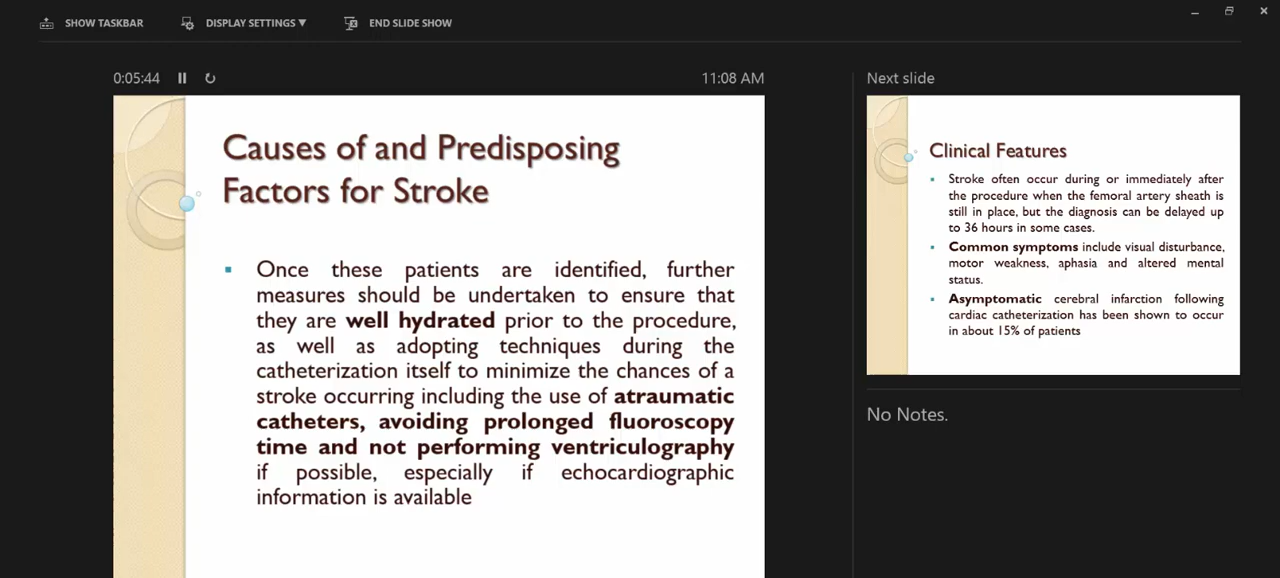 SHOW TASKBAR
DISPLAY SETTINGS ▼
END SLIDE SHOW
0:05:44
11:08 AM
Causes of and Predisposing
Factors for Stroke
▪ Once these patients are identified, further
measures should be undertaken to ensure that
they are well hydrated prior to the procedure,
as well as adopting techniques during the
catheterization itself to minimize the chances of a
stroke occurring including the use of atraumatic
catheters, avoiding prolonged fluoroscopy
time and not performing ventriculography
if possible, especially if echocardiographic
information is available
Next slide
Clinical Features
▪ Stroke often occur during or immediately after
the procedure when the femoral artery sheath is
still in place, but the diagnosis can be delayed up
to 36 hours in some cases.
▪ Common symptoms include visual disturbance,
motor weakness, aphasia and altered mental
status.
▪ Asymptomatic cerebral infarction following
cardiac catheterization has been shown to occur
in about 15% of patients
No Notes.